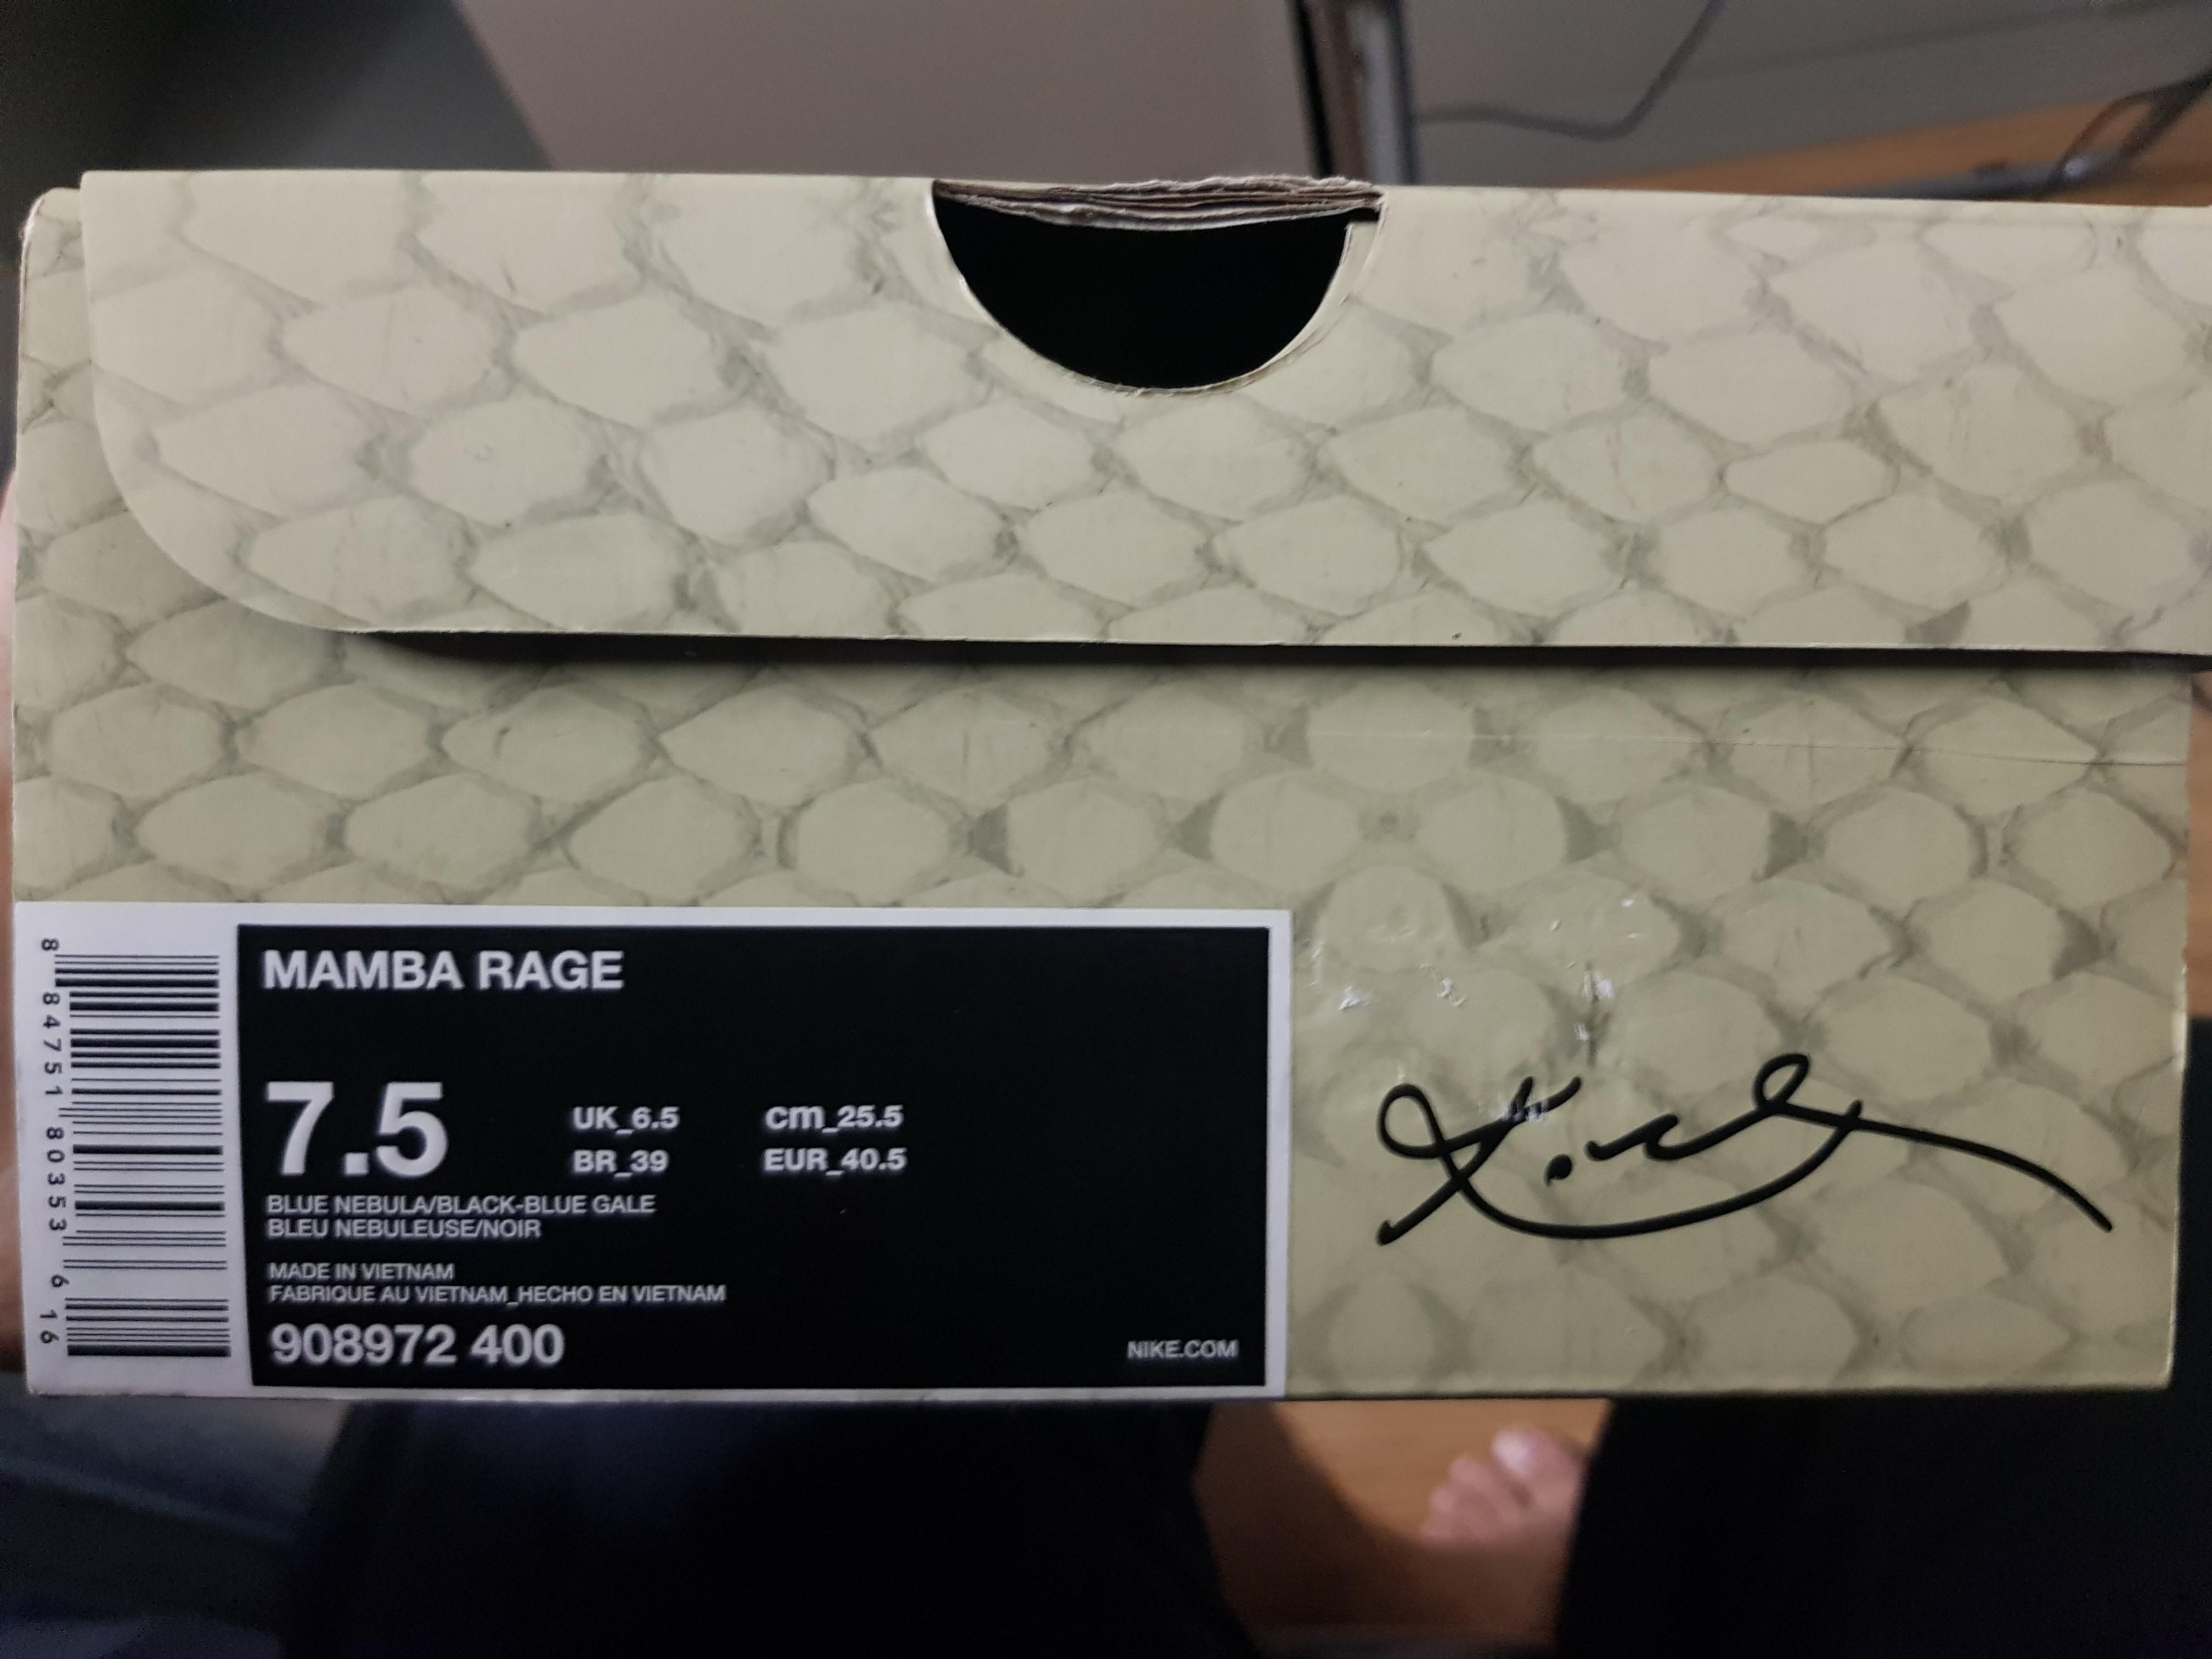 MAMBA RAGE
7.5
UK_6.5 cm_25.5
BR_39 EUR_40.5
BLUE NEBULA/BLACK-BLUE GALE
BLEU NEBULEUSE/NOIR
MADE IN VIETNAM
FABRIQUE AU VIETNAM_HECHO EN VIETNAM
908972 400
NIKE.COM
8 84751 80353 6 16